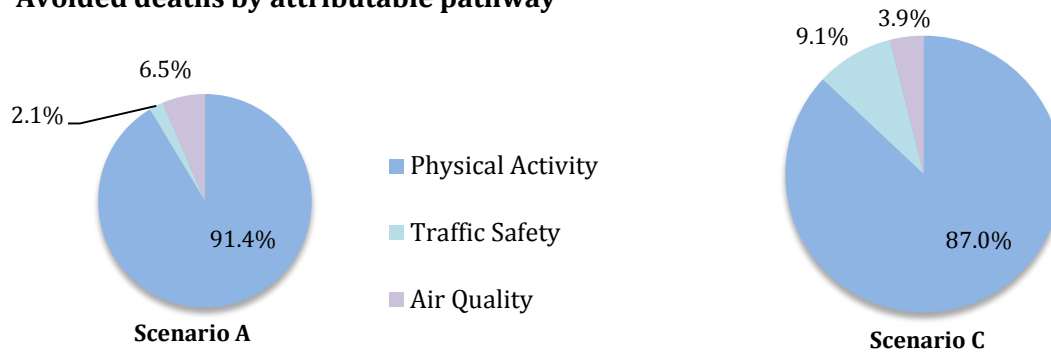 Avoided deaths by attributable pathway
6.5%
2.1%
91.4%
Scenario A
Physical Activity
Traffic Safety
Air Quality
3.9%
9.1%
87.0%
Scenario C